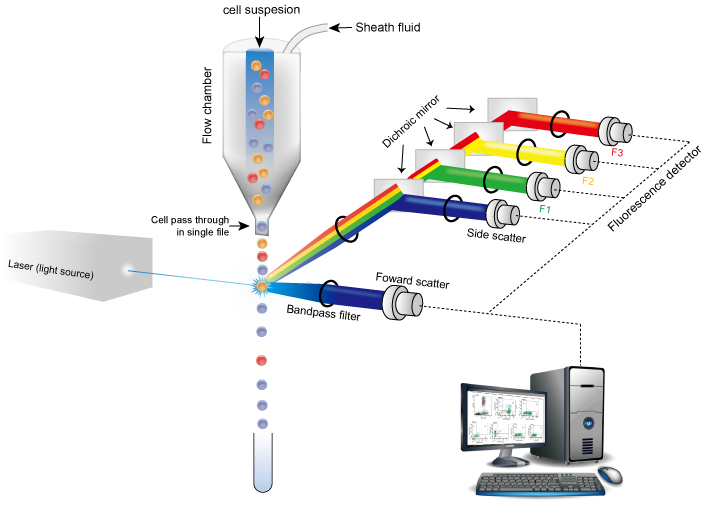 cell suspesion
Sheath fluid
Flow chamber
Dichroic mirror
F3
F2
F1
Fluorescence detector
Cell pass through
in single file
Side scatter
Laser (light source)
Foward scatter
Bandpass filter